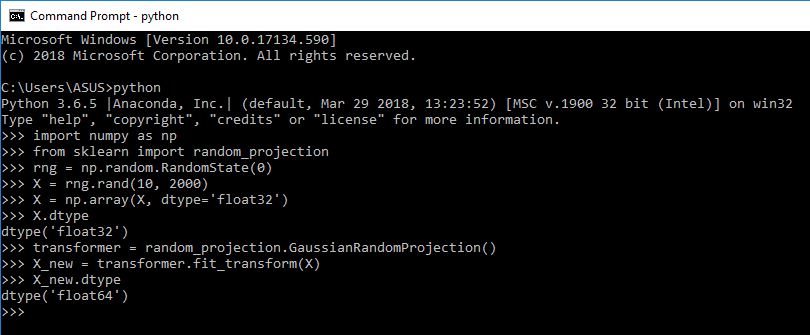 Command Prompt - python
Microsoft Windows [Version 10.0.17134.590]
(c) 2018 Microsoft Corporation. All rights reserved.
C:\Users\ASUS>python
Python 3.6.5 |Anaconda, Inc.| (default, Mar 29 2018, 13:23:52) [MSC v.1900 32 bit (Intel)] on win32
Type "help", "copyright", "credits" or "license" for more information.
>>> import numpy as np
>>> from sklearn import random_projection
>>> rng = np.random.RandomState(0)
>>> X = rng.rand(10, 2000)
>>> X = np.array(X, dtype='float32')
>>> X.dtype
dtype('float32')
>>> transformer = random_projection.GaussianRandomProjection()
>>> X_new = transformer.fit_transform(X)
>>> X_new.dtype
dtype('float64')
>>>